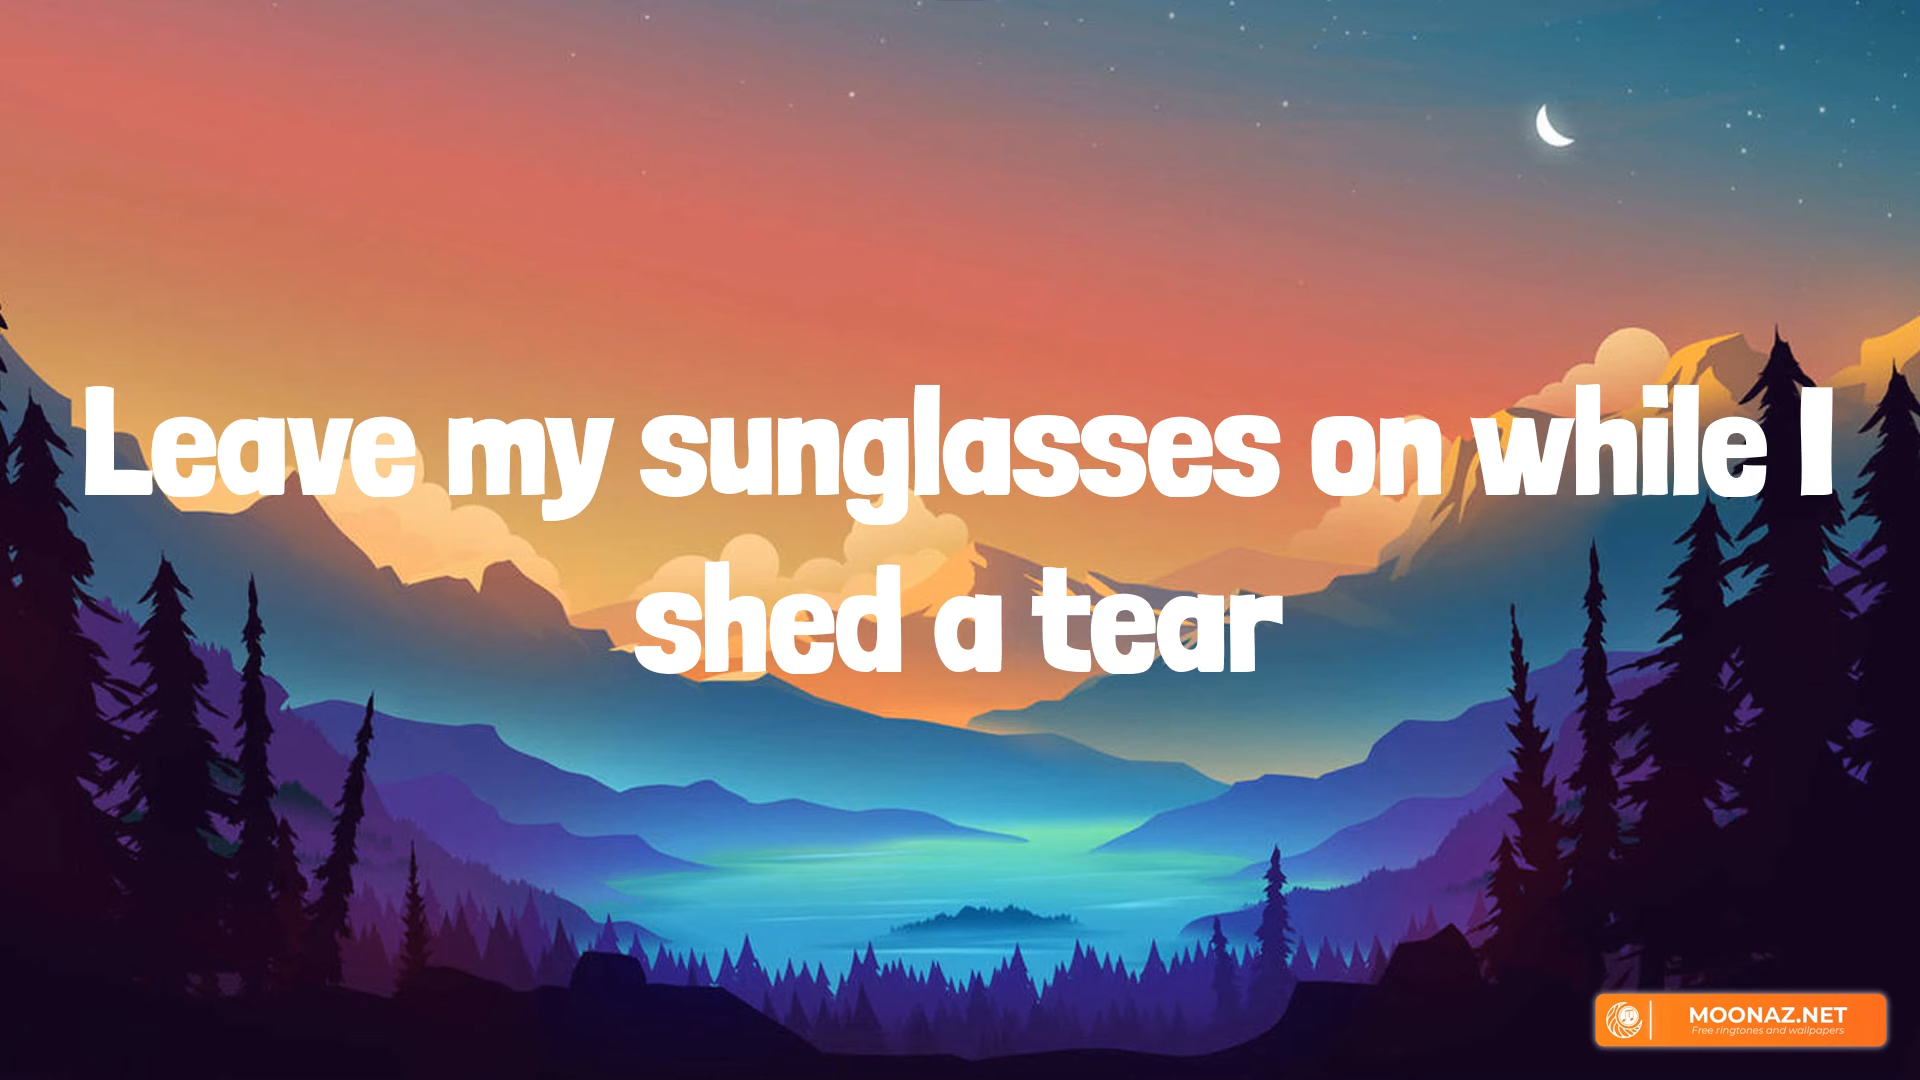 Leave my sunglasses on while I
shed a tear
MOONAZ.NET
Free ringtones and wallpapers